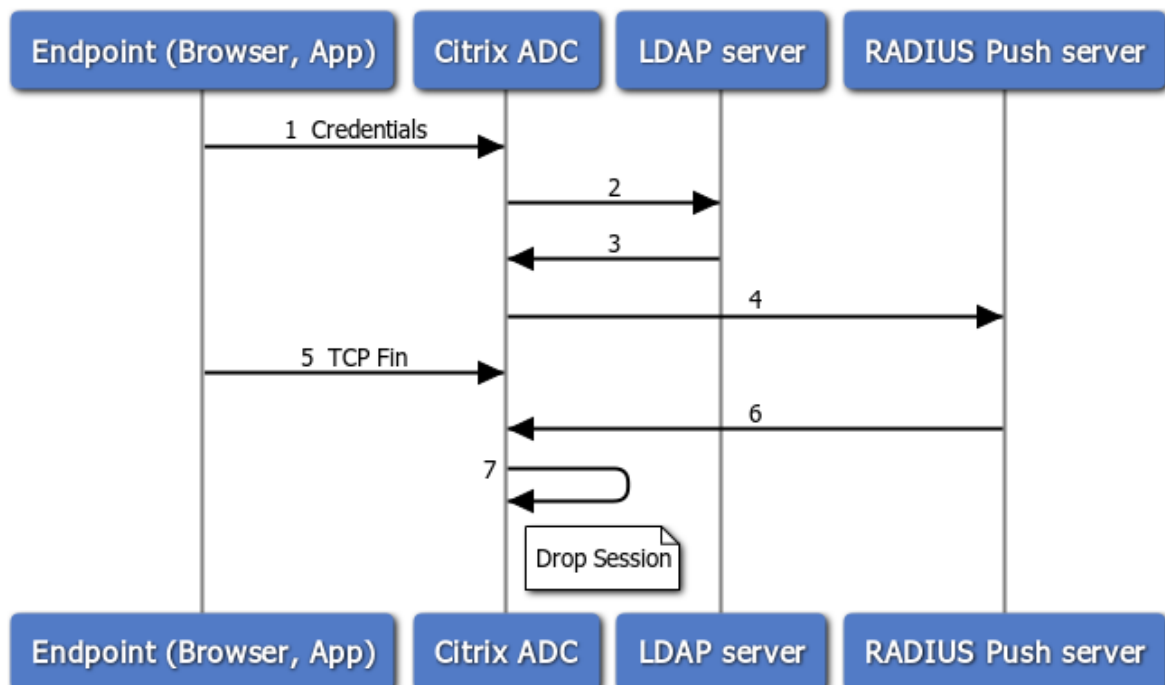 Endpoint (Browser, App) Citrix ADC LDAP server RADIUS Push server
1 Credentials
2
3
4
5 TCP Fin
6
7
Drop Session
Endpoint (Browser, App) Citrix ADC LDAP server RADIUS Push server